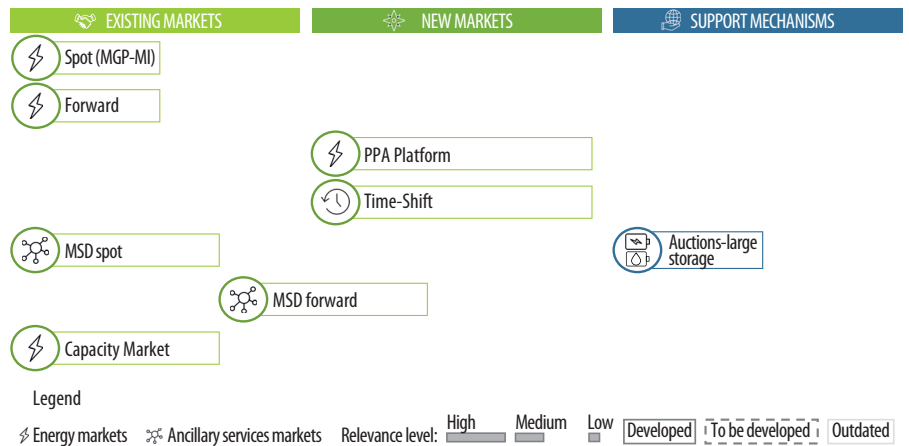 EXISTING MARKETS
NEW MARKETS
SUPPORT MECHANISMS
Spot (MGP-MI)
Forward
PPA Platform
Time-Shift
MSD spot
Auctions-large
storage
MSD forward
Capacity Market
Legend
Energy markets
Ancillary services markets
Relevance level:
High
Medium
Low
Developed
To be developed
Outdated